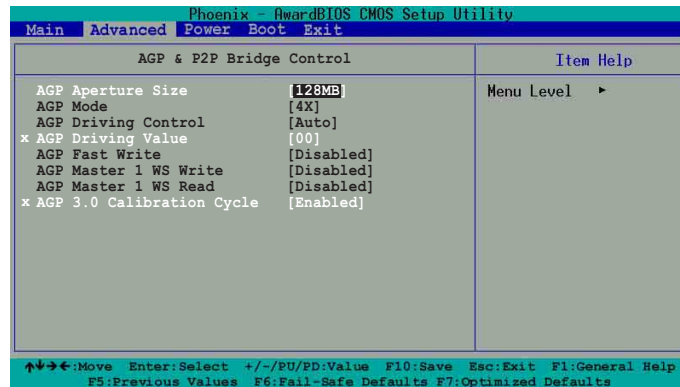 Phoenix - AwardBIOS CMOS Setup Utility
Main Advanced Power Boot Exit
AGP & P2P Bridge Control
Item Help
AGP Aperture Size [128MB]
Menu Level ►
AGP Mode [4X]
AGP Driving Control [Auto]
x AGP Driving Value [00]
AGP Fast Write [Disabled]
AGP Master 1 WS Write [Disabled]
AGP Master 1 WS Read [Disabled]
x AGP 3.0 Calibration Cycle [Enabled]
↑↓→←:Move Enter:Select +/-/PU/PD:Value F10:Save Esc:Exit F1:General Help
F5:Previous Values F6:Fail-Safe Defaults F7:Optimized Defaults